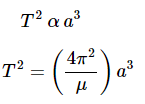 T² α a³
T² = (4π²/μ) a³